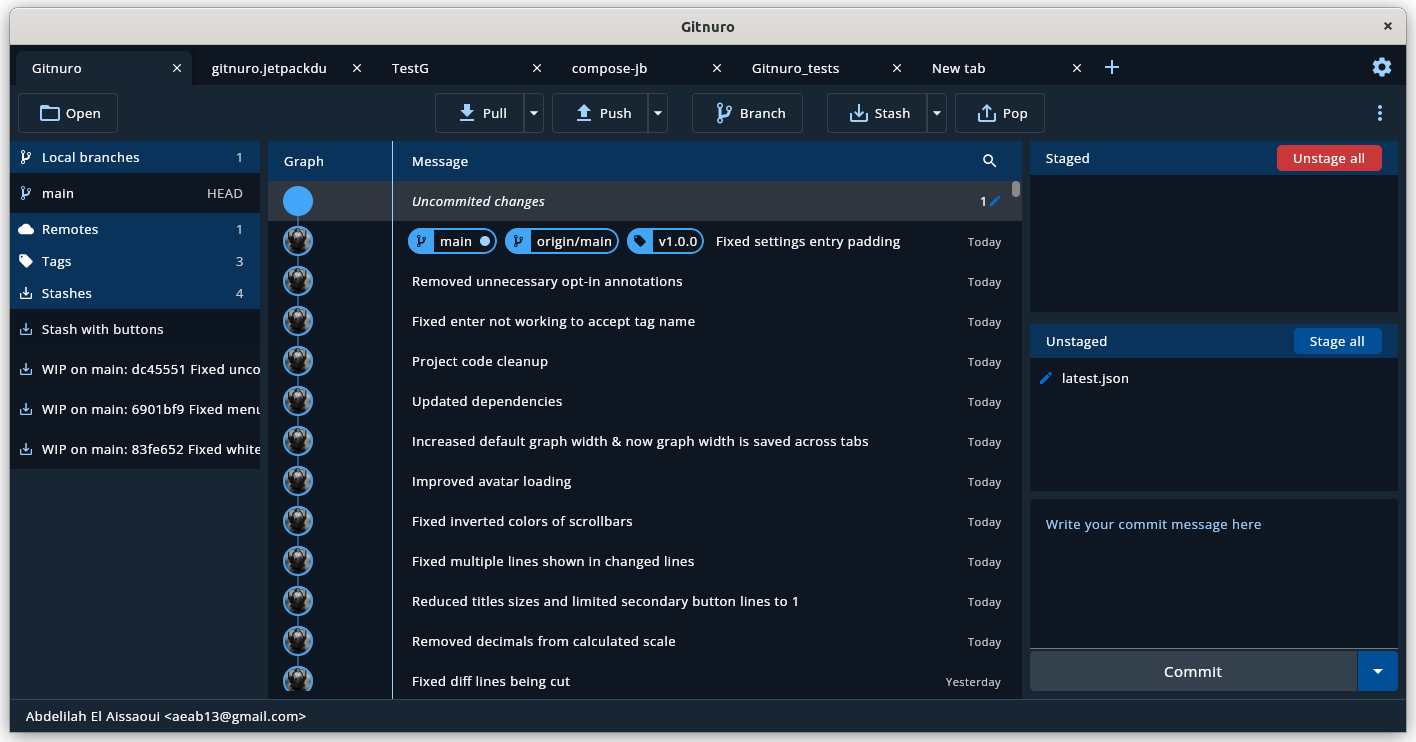 Gitnuro
Gitnuro gitnuro.jetpackdu TestG compose-jb Gitnuro_tests New tab
Open Pull Push Branch Stash Pop
Local branches 1
main HEAD
Remotes 1
Tags 3
Stashes 4
Stash with buttons
WIP on main: dc45551 Fixed unco
WIP on main: 6901bf9 Fixed menu
WIP on main: 83fe652 Fixed white
Graph Message
Uncommited changes 1
main origin/main v1.0.0 Fixed settings entry padding Today
Removed unnecessary opt-in annotations Today
Fixed enter not working to accept tag name Today
Project code cleanup Today
Updated dependencies Today
Increased default graph width & now graph width is saved across tabs Today
Improved avatar loading Today
Fixed inverted colors of scrollbars Today
Fixed multiple lines shown in changed lines Today
Reduced titles sizes and limited secondary button lines to 1 Today
Removed decimals from calculated scale Today
Fixed diff lines being cut Yesterday
Staged Unstage all
Unstaged Stage all
latest.json
Write your commit message here
Commit
Abdelilah El Aissaoui <aeab13@gmail.com>